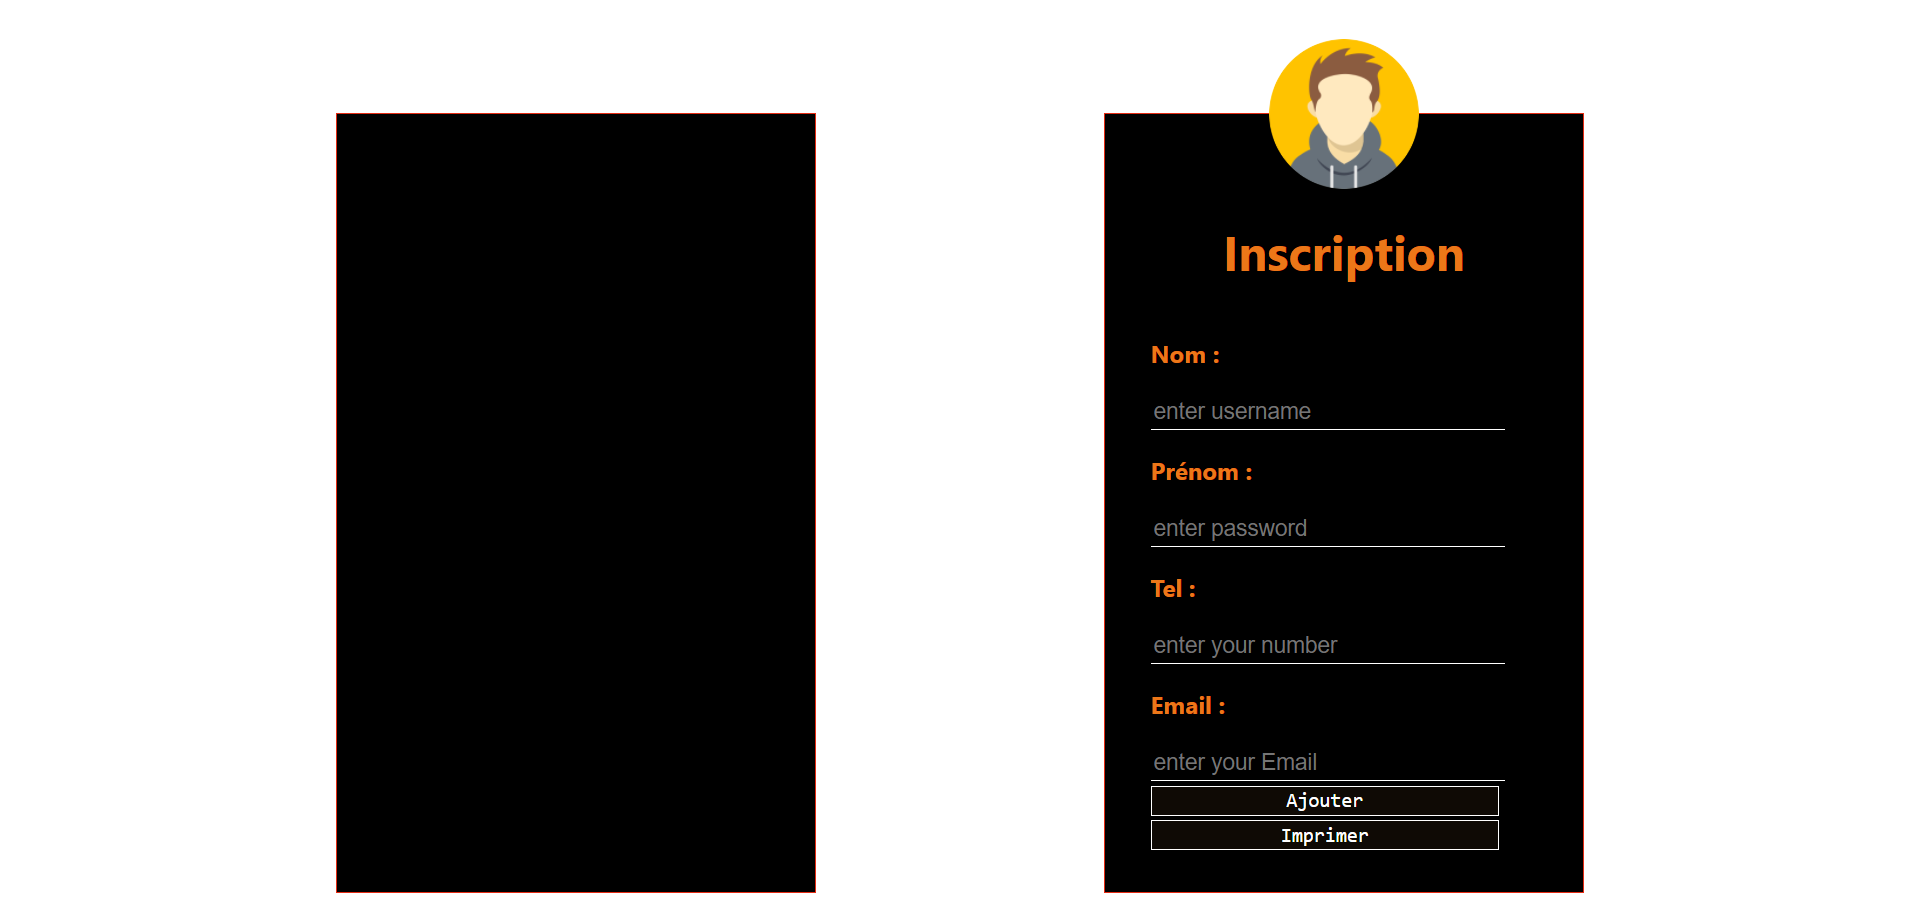 Inscription
Nom :
enter username
Prénom :
enter password
Tel :
enter your number
Email :
enter your Email
Ajouter
Imprimer